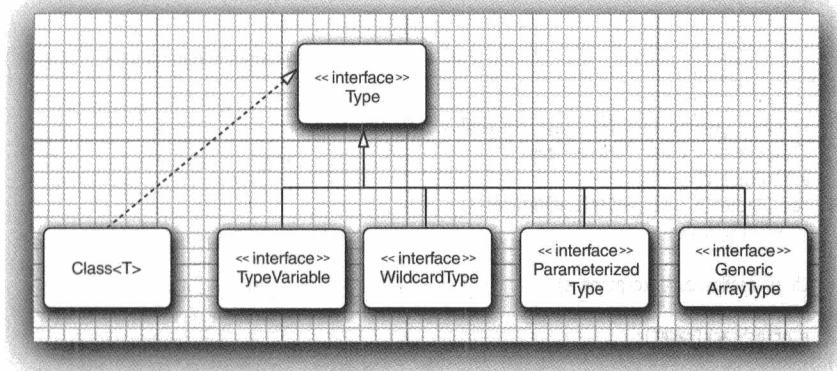 << interface>>
Type
Class<T>
<< interface>>
TypeVariable
<< interface>>
WildcardType
<< interface>>
Parameterized
Type
<< interface>>
Generic
ArrayType